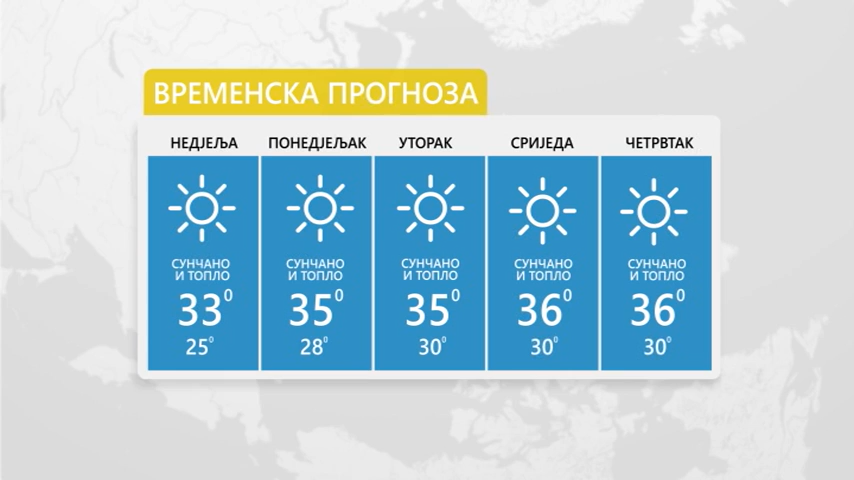 ВРЕМЕНСКА ПРОГНОЗА
НЕДЈЕЉА ПОНЕДЈЕЉАК УТОРАК СРИЈЕДА ЧЕТРВТАК
СУНЧАНО СУНЧАНО СУНЧАНО СУНЧАНО СУНЧАНО
И ТОПЛО И ТОПЛО И ТОПЛО И ТОПЛО И ТОПЛО
33⁰ 35⁰ 35⁰ 36⁰ 36⁰
25⁰ 28⁰ 30⁰ 30⁰ 30⁰